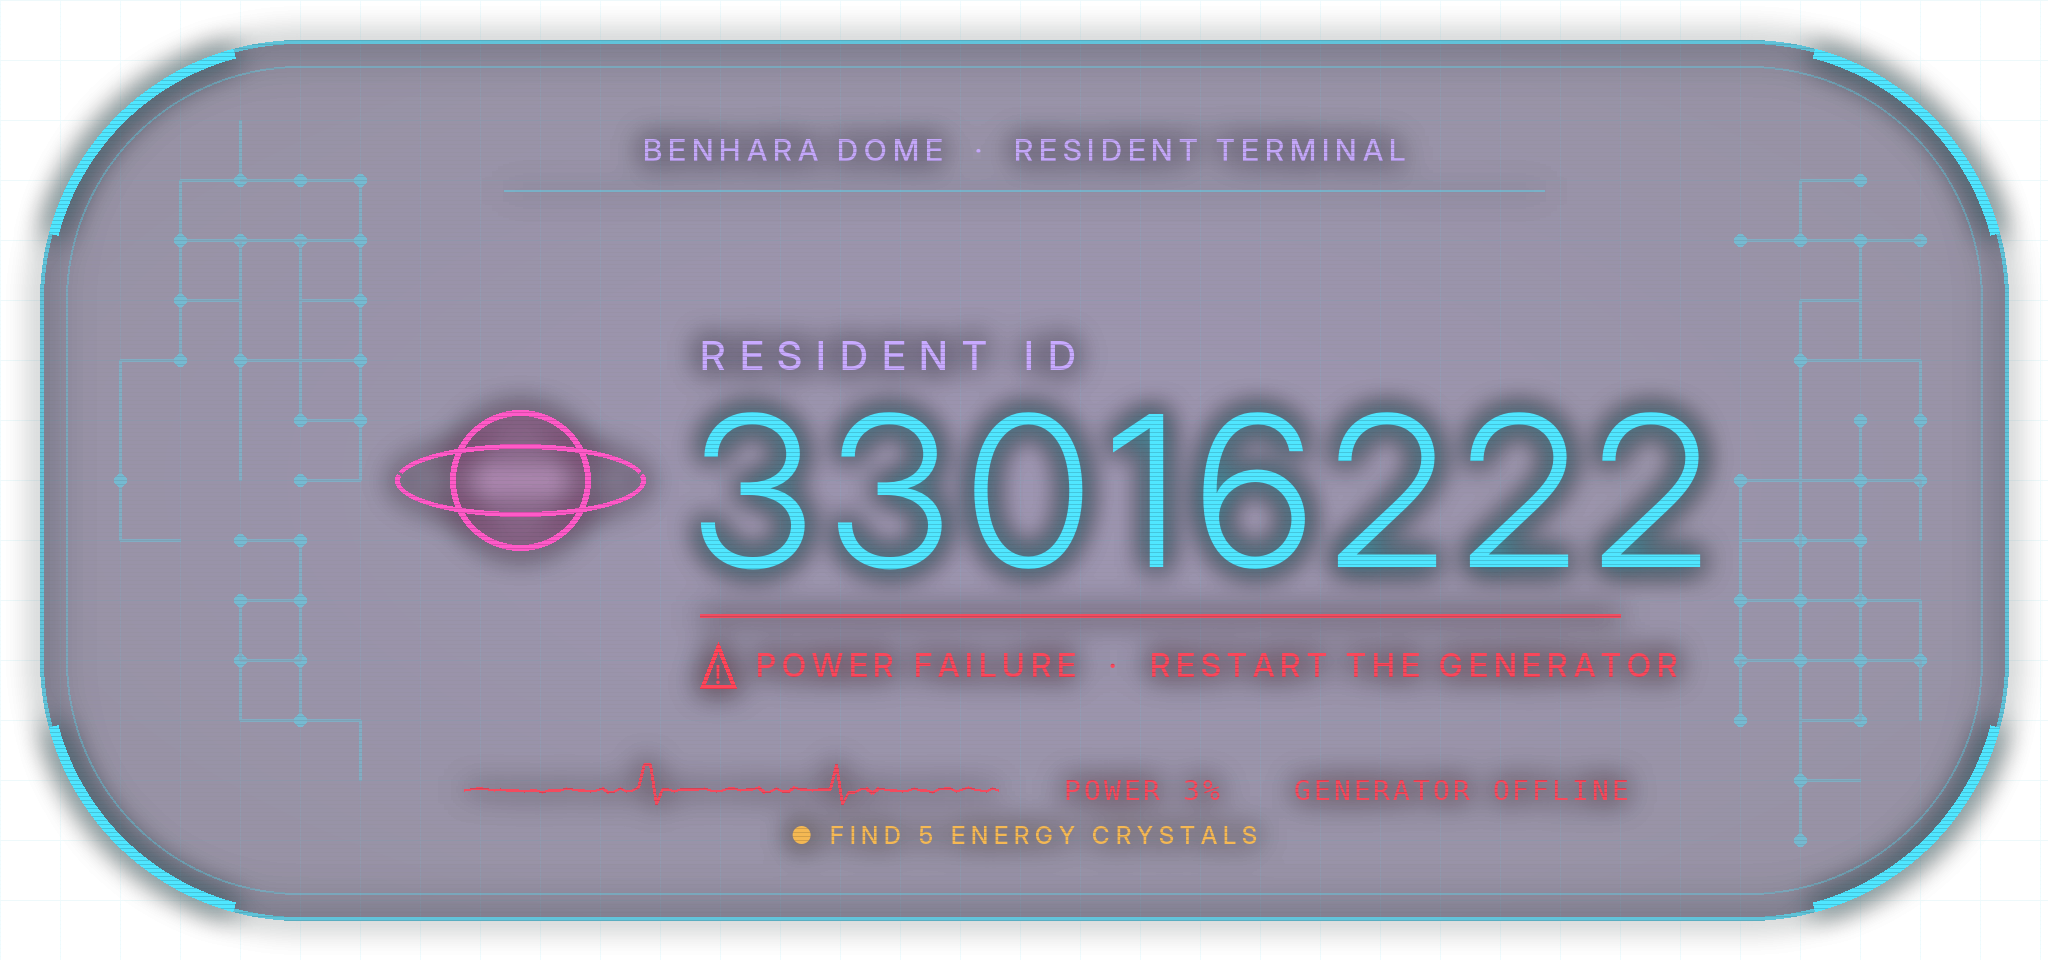 BENHARA DOME · RESIDENT TERMINAL
RESIDENT ID
33016222
POWER FAILURE · RESTART THE GENERATOR
POWER 3% GENERATOR OFFLINE
FIND 5 ENERGY CRYSTALS